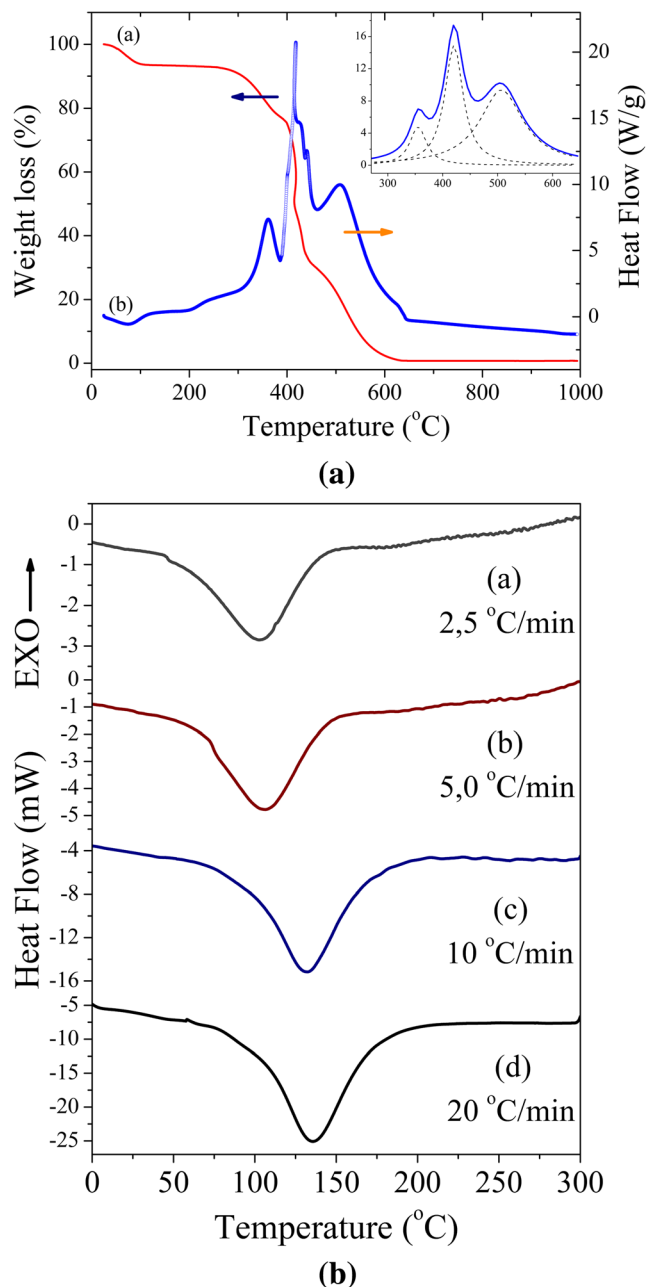 (a)
(b)
100
80
60
40
20
0
Weight loss (%)
0 200 400 600 800 1000
Temperature (°C)
20
15
10
5
0
Heat Flow (W/g)
16
12
8
4
0
300 400 500 600
(a)
EXO
Heat Flow (mW)
0
-1
-2
-3
(a)
2,5 °C/min
0
-1
-2
-3
-4
-5
(b)
5,0 °C/min
-4
-8
-12
-16
(c)
10 °C/min
-5
-10
-15
-20
-25
(d)
20 °C/min
0 50 100 150 200 250 300
Temperature (°C)
(b)